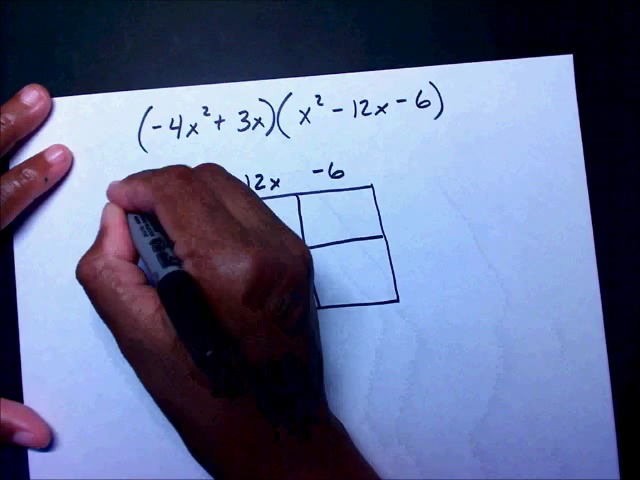 (-4x² + 3x)(x² - 12x - 6)
12x -6